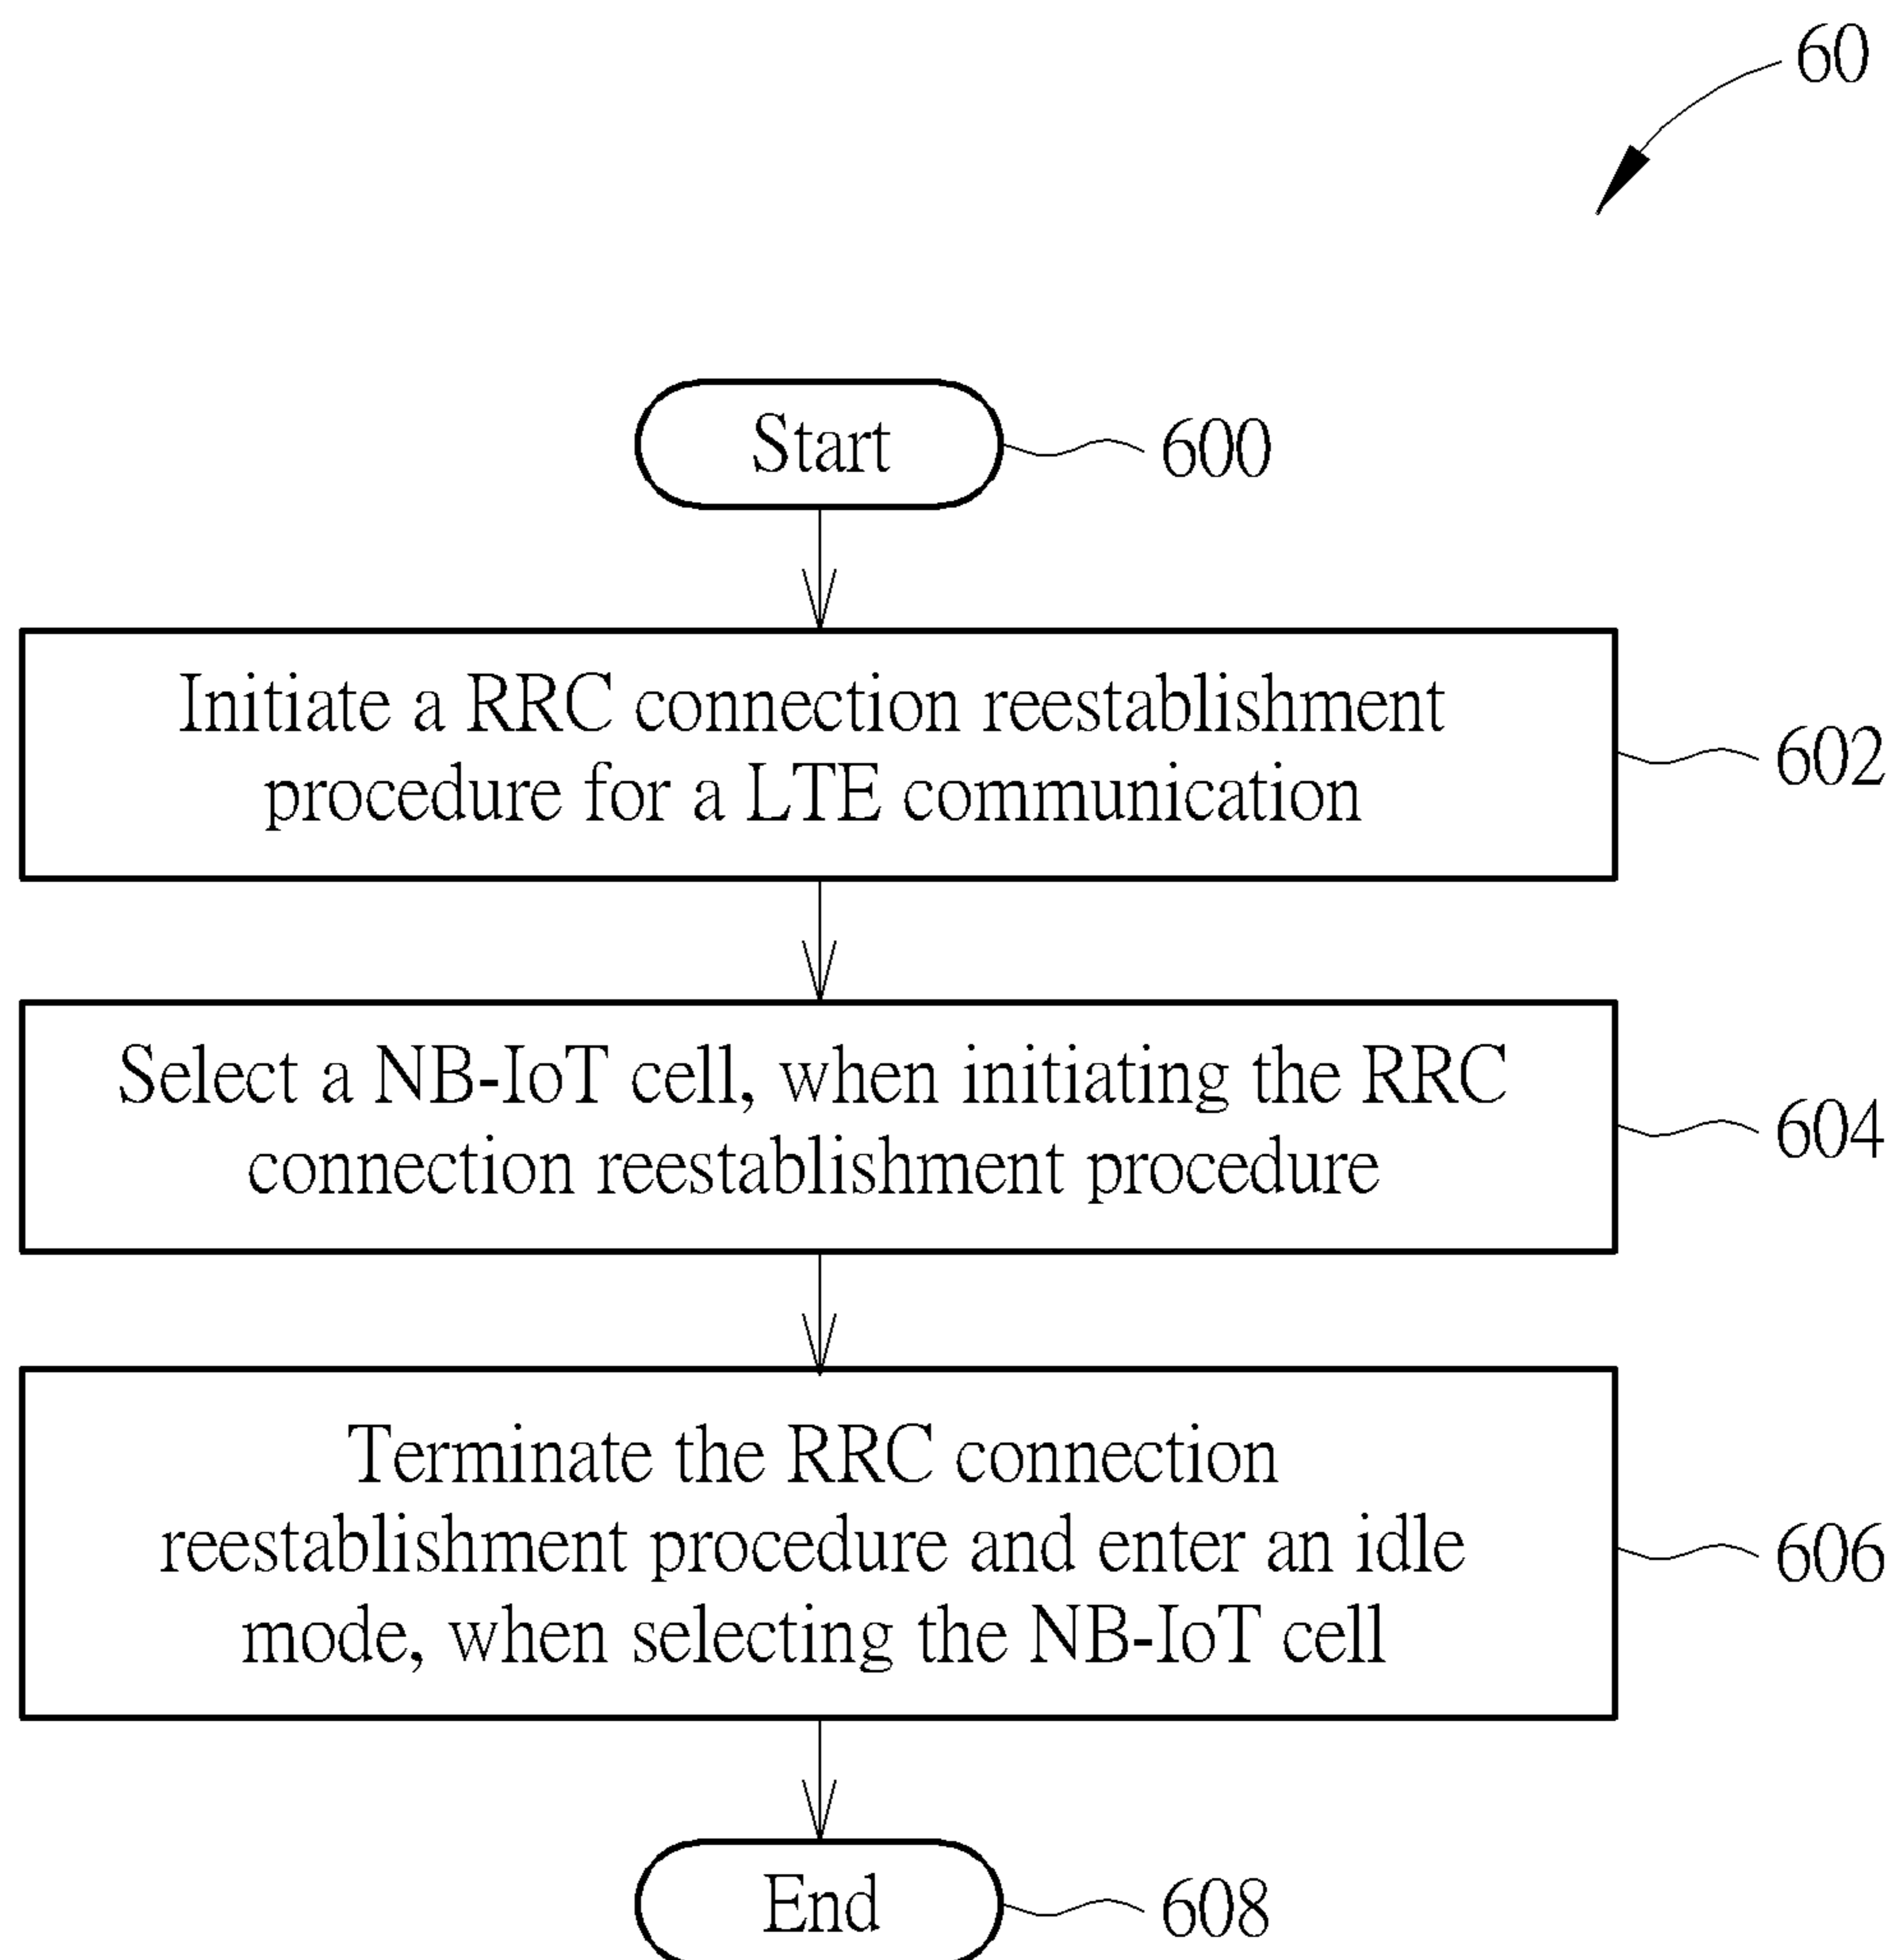 60
Start
600
Initiate a RRC connection reestablishment
procedure for a LTE communication
602
Select a NB-IoT cell, when initiating the RRC
connection reestablishment procedure
604
Terminate the RRC connection
reestablishment procedure and enter an idle
mode, when selecting the NB-IoT cell
606
End
608